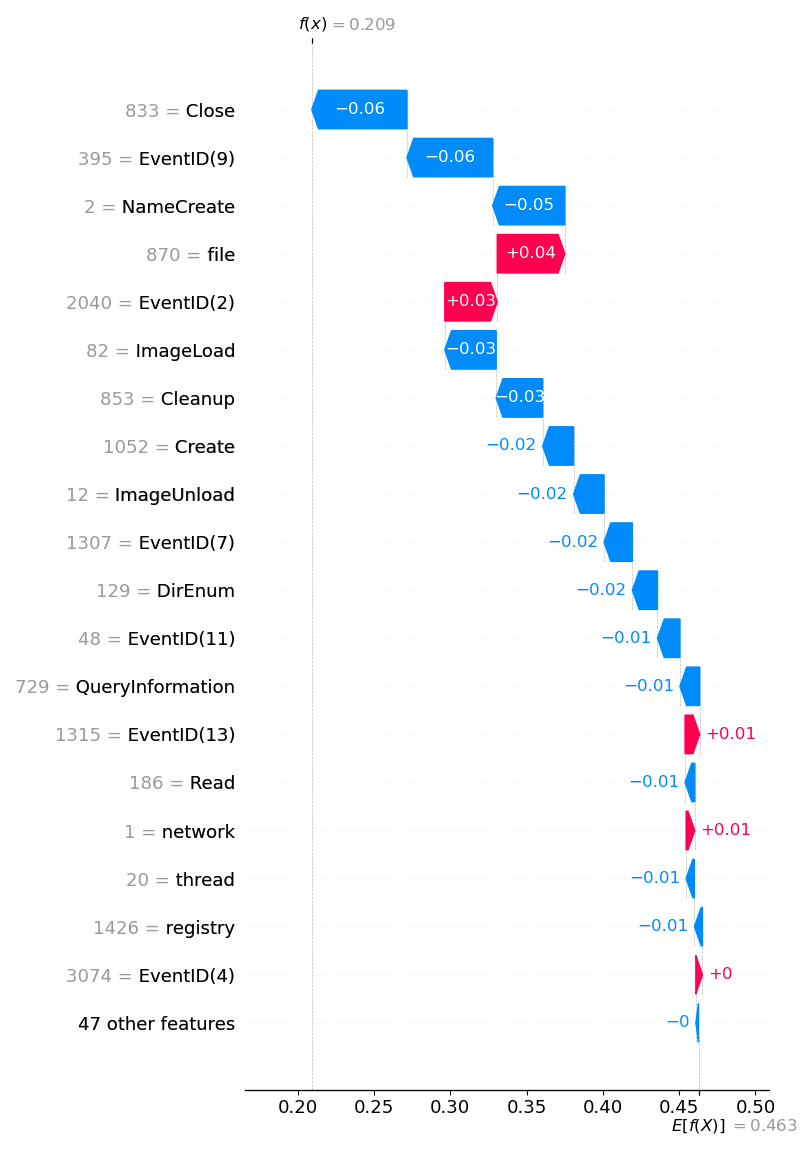 f(x) = 0.209
833 = Close −0.06
395 = EventID(9) −0.06
2 = NameCreate −0.05
870 = file +0.04
2040 = EventID(2) +0.03
82 = ImageLoad −0.03
853 = Cleanup −0.03
1052 = Create −0.02
12 = ImageUnload −0.02
1307 = EventID(7) −0.02
129 = DirEnum −0.02
48 = EventID(11) −0.01
729 = QueryInformation −0.01
1315 = EventID(13) +0.01
186 = Read −0.01
1 = network +0.01
20 = thread −0.01
1426 = registry −0.01
3074 = EventID(4) +0
47 other features −0
0.20 0.25 0.30 0.35 0.40 0.45 0.50
E[f(X)] = 0.463